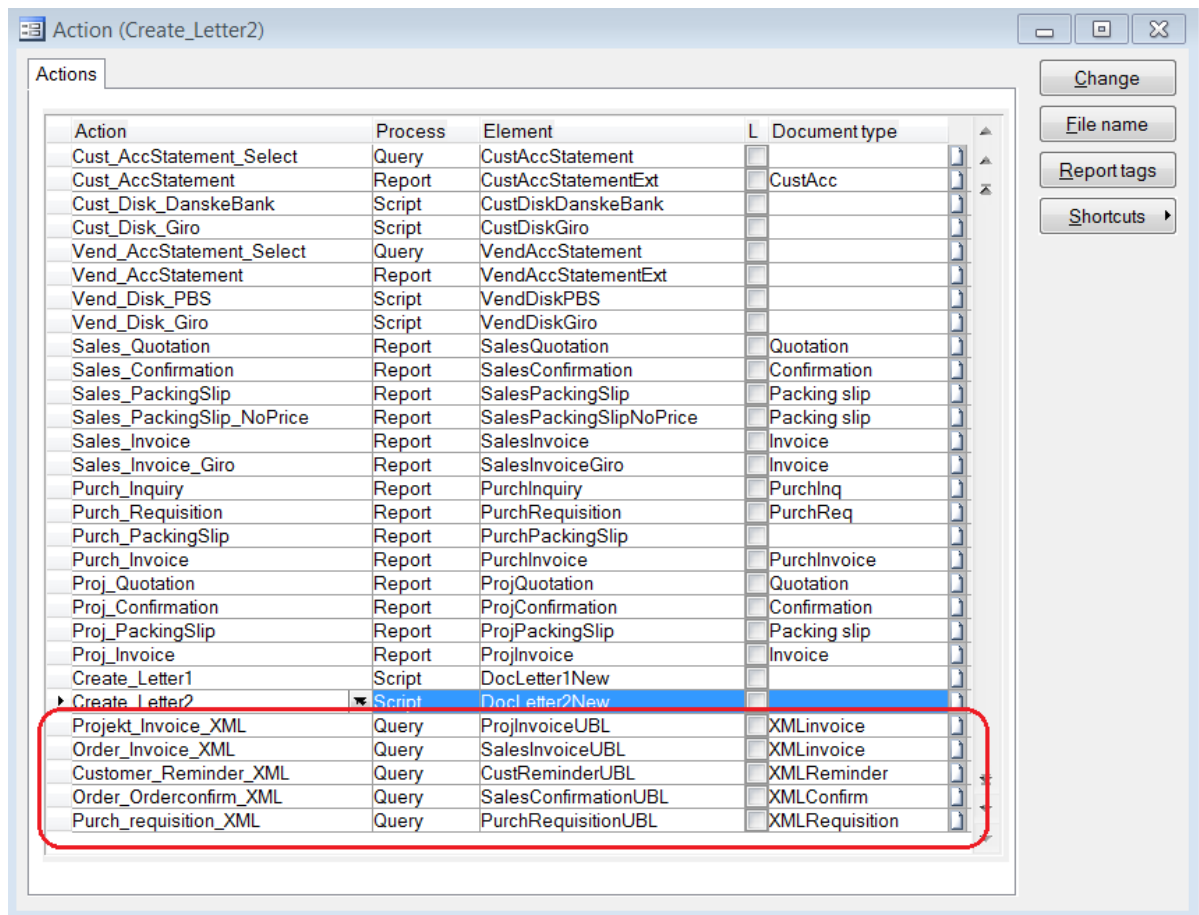 Action (Create_Letter2)
Actions
Change
File name
Report tags
Shortcuts
Action Process Element L Document type
Cust_AccStatement_Select Query CustAccStatement
Cust_AccStatement Report CustAccStatementExt CustAcc
Cust_Disk_DanskeBank Script CustDiskDanskeBank
Cust_Disk_Giro Script CustDiskGiro
Vend_AccStatement_Select Query VendAccStatement
Vend_AccStatement Report VendAccStatementExt
Vend_Disk_PBS Script VendDiskPBS
Vend_Disk_Giro Script VendDiskGiro
Sales_Quotation Report SalesQuotation Quotation
Sales_Confirmation Report SalesConfirmation Confirmation
Sales_PackingSlip Report SalesPackingSlip Packing slip
Sales_PackingSlip_NoPrice Report SalesPackingSlipNoPrice Packing slip
Sales_Invoice Report SalesInvoice Invoice
Sales_Invoice_Giro Report SalesInvoiceGiro Invoice
Purch_Inquiry Report PurchInquiry PurchInq
Purch_Requisition Report PurchRequisition PurchReq
Purch_PackingSlip Report PurchPackingSlip
Purch_Invoice Report PurchInvoice PurchInvoice
Proj_Quotation Report ProjQuotation Quotation
Proj_Confirmation Report ProjConfirmation Confirmation
Proj_PackingSlip Report ProjPackingSlip Packing slip
Proj_Invoice Report ProjInvoice Invoice
Create_Letter1 Script DocLetter1New
Create_Letter2 Script DocLetter2New
Projekt_Invoice_XML Query ProjInvoiceUBL XMLinvoice
Order_Invoice_XML Query SalesInvoiceUBL XMLinvoice
Customer_Reminder_XML Query CustReminderUBL XMLReminder
Order_Orderconfirm_XML Query SalesConfirmationUBL XMLConfirm
Purch_requisition_XML Query PurchRequisitionUBL XMLRequisition